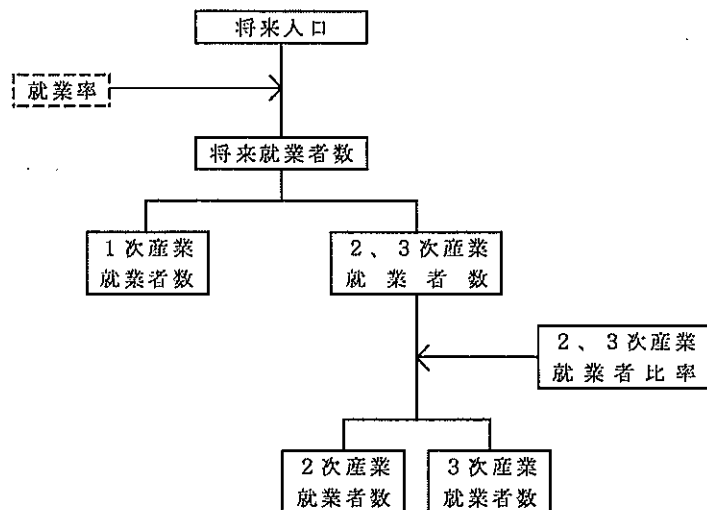 将来人口
就業率
将来就業者数
1次産業
就業者数
2、3次産業
就業者数
2、3次産業
就業者比率
2次産業
就業者数
3次産業
就業者数